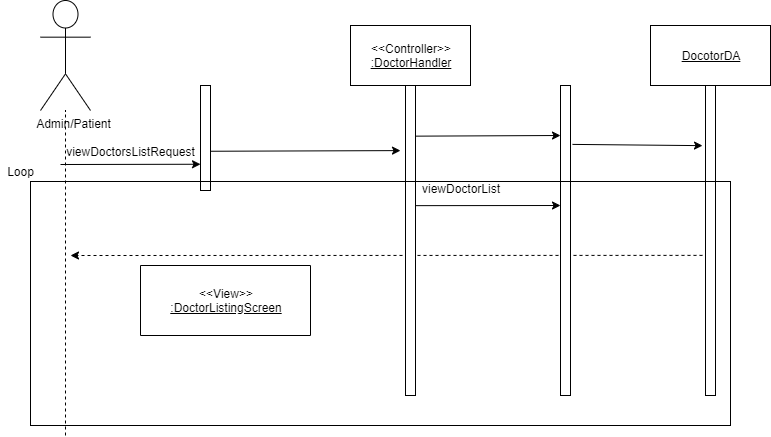 <<Controller>>
:DoctorHandler
DocotorDA
Admin/Patient
viewDoctorsListRequest
Loop
viewDoctorList
<<View>>
:DoctorListingScreen